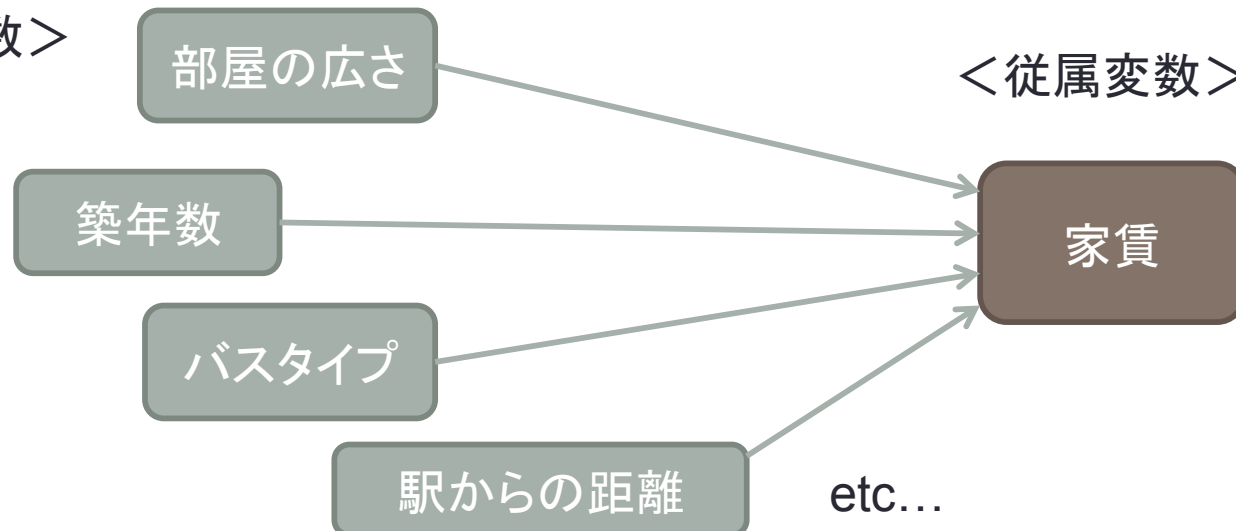 数＞
部屋の広さ
＜従属変数＞
築年数
家賃
バスタイプ
駅からの距離
etc…